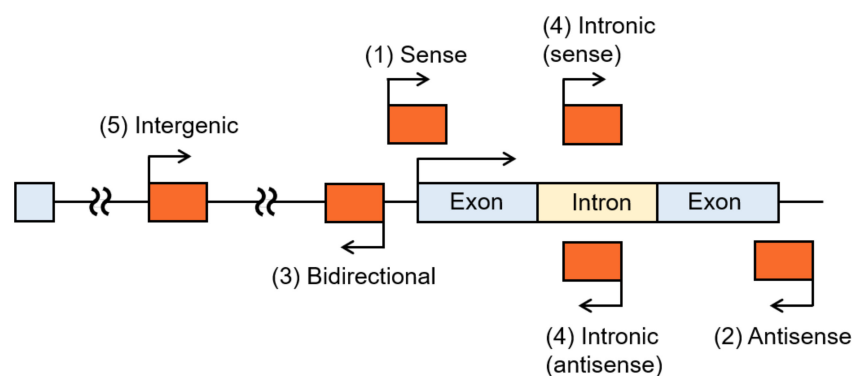 (4) Intronic
(sense)
(1) Sense
(5) Intergenic
Exon
Intron
Exon
(3) Bidirectional
(4) Intronic
(antisense)
(2) Antisense